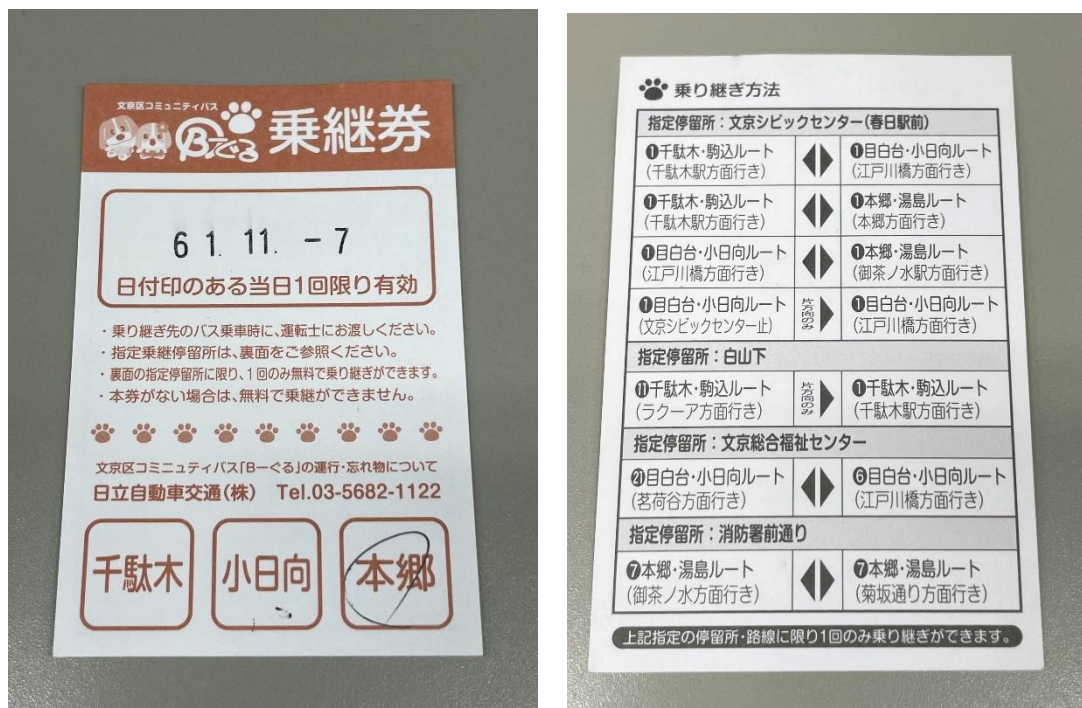 文京区コミュニティバス
Bーぐる 乗継券
61. 11. -7
日付印のある当日1回限り有効
・乗り継ぎ先のバス乗車時に、運転士にお渡しください。
・指定乗継停留所は、裏面をご参照ください。
・裏面の指定停留所に限り、1回のみ無料で乗り継ぎができます。
・本券がない場合は、無料で乗継ができません。
文京区コミニュティバス「Bーぐる」の運行・忘れ物について
日立自動車交通(株) Tel.03-5682-1122
千駄木 小日向 本郷
乗り継ぎ方法
指定停留所:文京シビックセンター(春日駅前)
❶千駄木・駒込ルート ❶目白台・小日向ルート
(千駄木駅方面行き) (江戸川橋方面行き)
❶千駄木・駒込ルート ❶本郷・湯島ルート
(千駄木駅方面行き) (本郷方面行き)
❶目白台・小日向ルート ❶本郷・湯島ルート
(江戸川橋方面行き) (御茶ノ水駅方面行き)
❶目白台・小日向ルート 片方向のみ ❶目白台・小日向ルート
(文京シビックセンター止) (江戸川橋方面行き)
指定停留所:白山下
⓫千駄木・駒込ルート 片方向のみ ❶千駄木・駒込ルート
(ラクーア方面行き) (千駄木駅方面行き)
指定停留所:文京総合福祉センター
㉑目白台・小日向ルート ❻目白台・小日向ルート
(茗荷谷方面行き) (江戸川橋方面行き)
指定停留所:消防署前通り
❼本郷・湯島ルート ❼本郷・湯島ルート
(御茶ノ水方面行き) (菊坂通り方面行き)
上記指定の停留所・路線に限り1回のみ乗り継ぎができます。